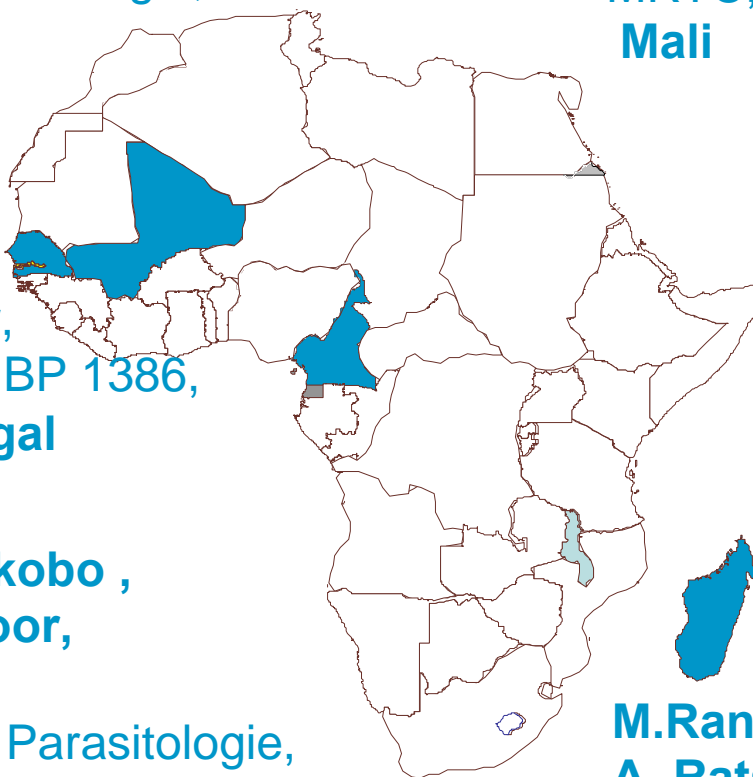 Mali
BP 1386,
gal
kobo ,
oor,
Parasitologie,
M.Ran